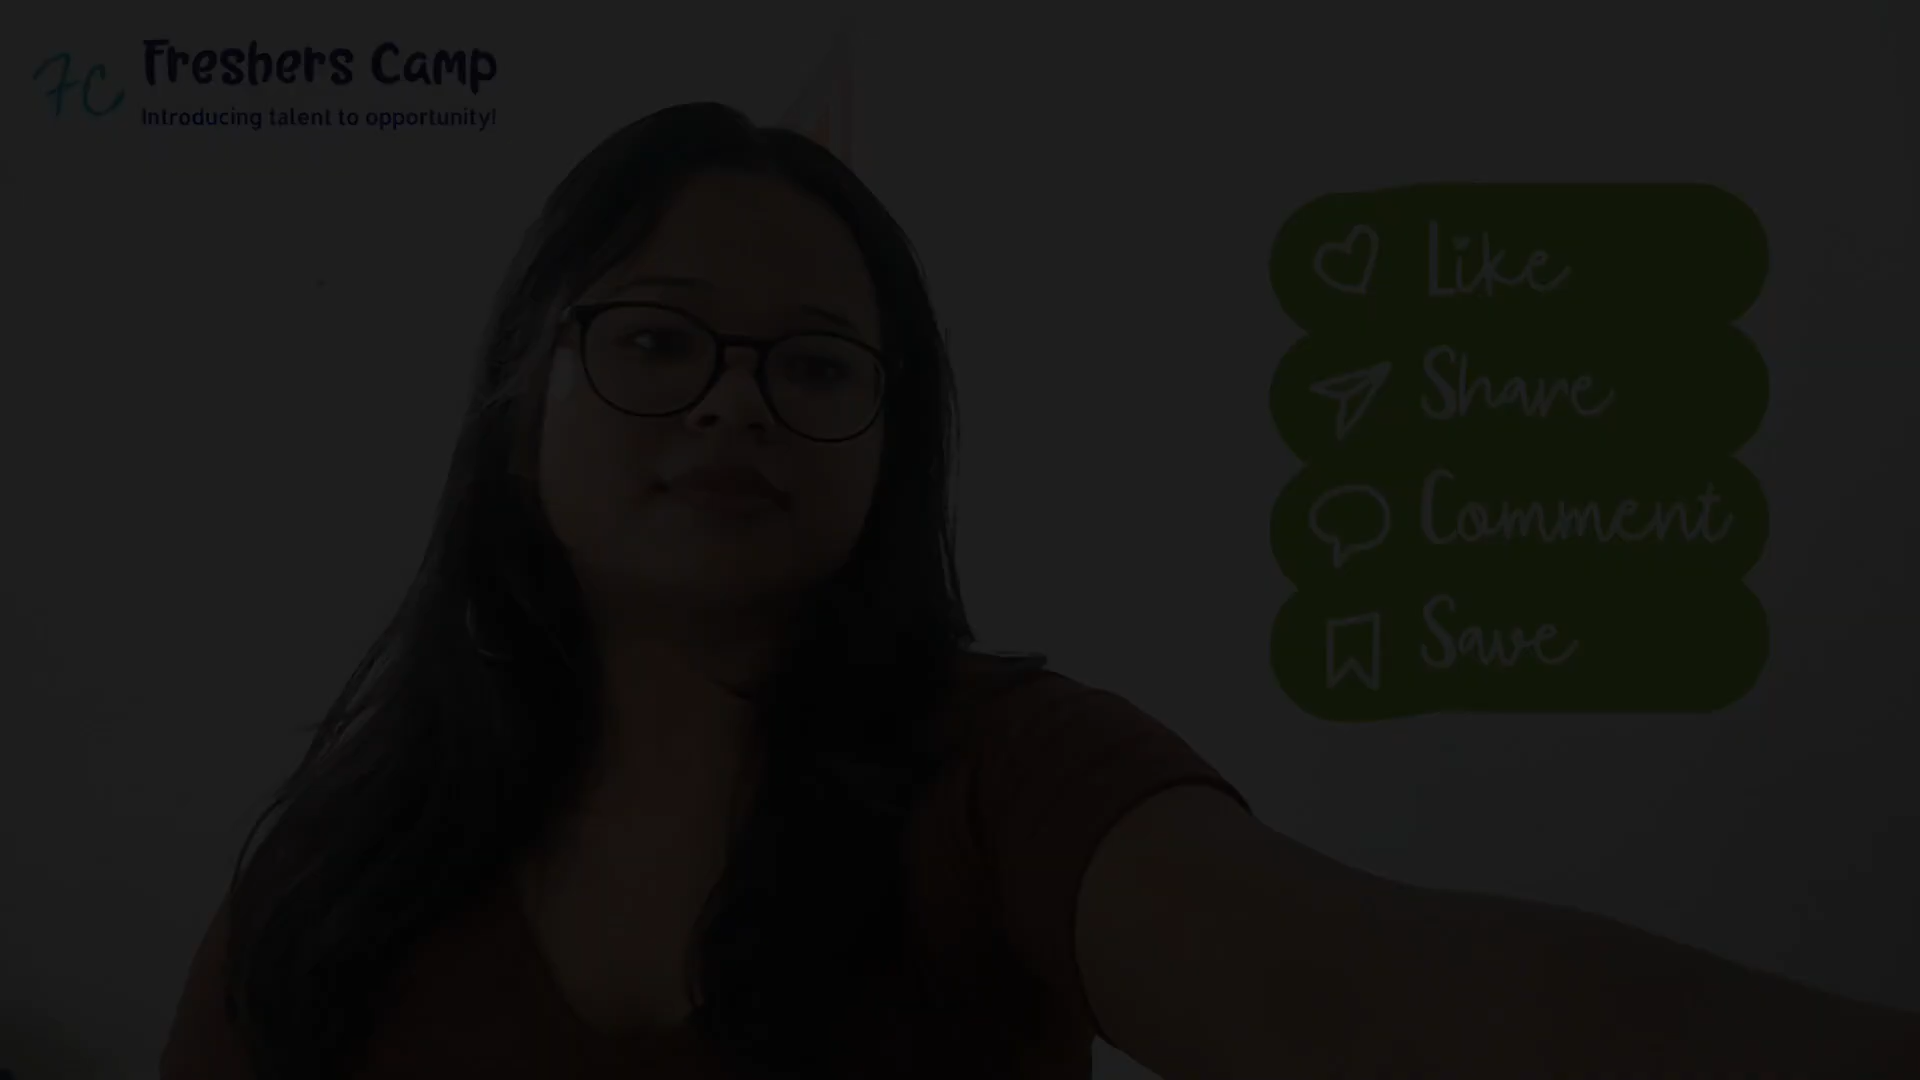 FC
Freshers Camp
Introducing talent to opportunity!
Like
Share
Comment
Save